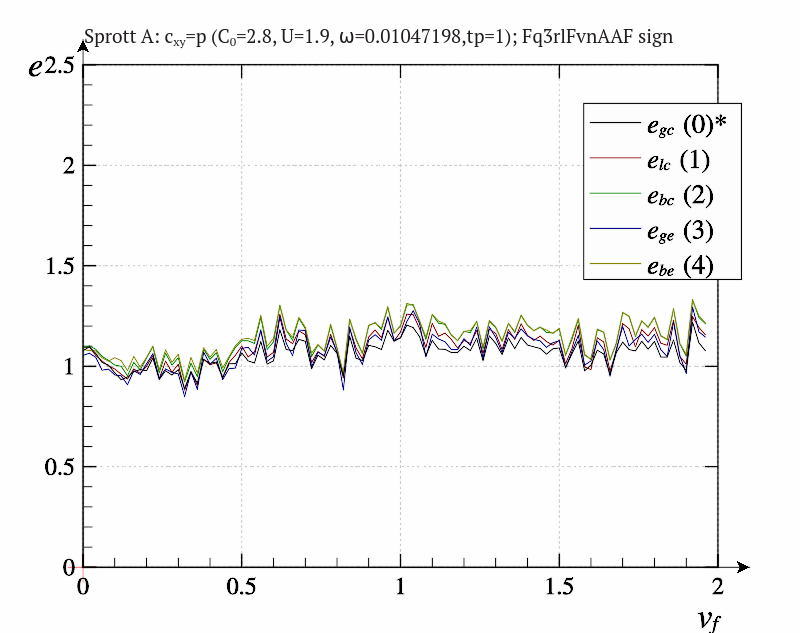 Sprott A: cxy=p (C0=2.8, U=1.9, ω=0.01047198,tp=1); Fq3rlFvnAAF sign
e
2.5
2
1.5
1
0.5
0
0 0.5 1 1.5 2
vf
egc (0)*
elc (1)
ebc (2)
ege (3)
ebe (4)